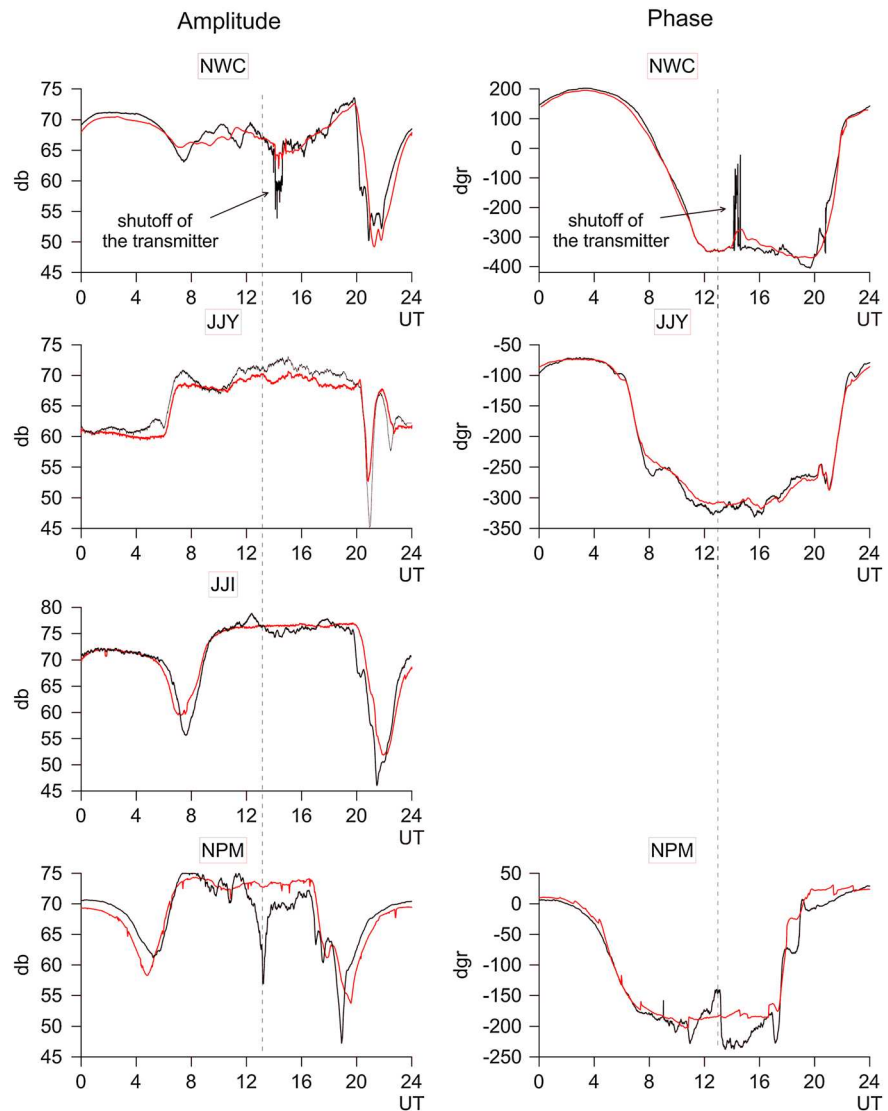 Amplitude
Phase
NWC
75
70
65
60
55
50
45
db
shutoff of
the transmitter
0 4 8 12 16 20 24
UT
NWC
200
100
0
-100
-200
-300
-400
dgr
shutoff of
the transmitter
0 4 8 12 16 20 24
UT
JJY
75
70
65
60
55
50
45
db
0 4 8 12 16 20 24
UT
JJY
-50
-100
-150
-200
-250
-300
-350
dgr
0 4 8 12 16 20 24
UT
JJI
80
75
70
65
60
55
50
45
db
0 4 8 12 16 20 24
UT
NPM
75
70
65
60
55
50
45
db
0 4 8 12 16 20 24
UT
NPM
50
0
-50
-100
-150
-200
-250
dgr
0 4 8 12 16 20 24
UT